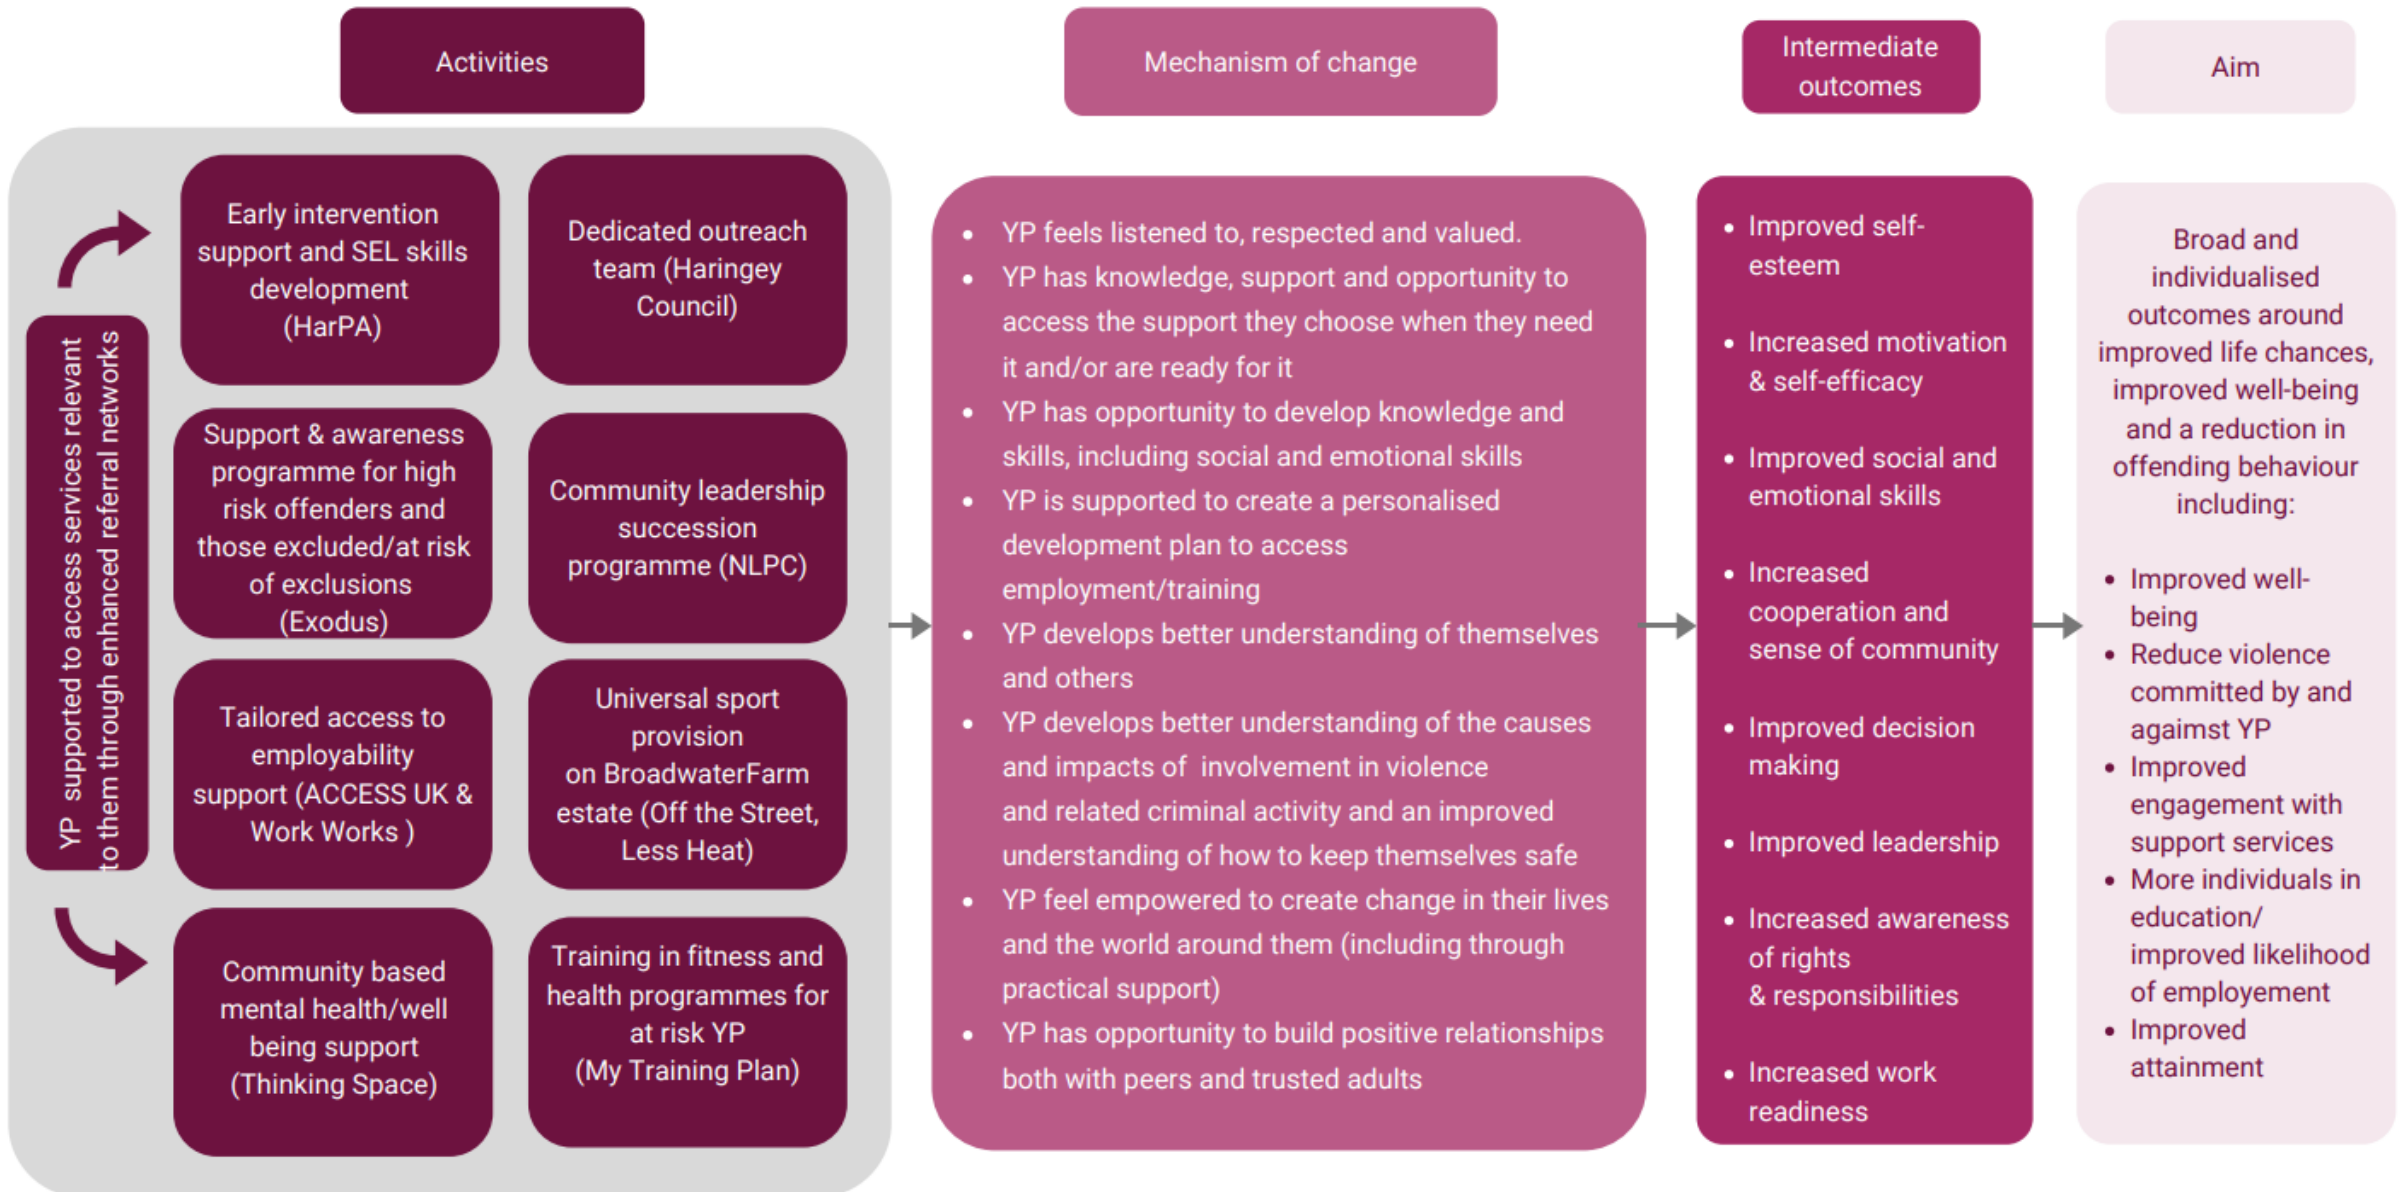 Activities
Mechanism of change
Intermediate
outcomes
Aim
YP  supported to access services relevant
to them through enhanced referral networks
Early intervention
support and SEL skills
development
(HarPA)
Dedicated outreach
team (Haringey
Council)
Support & awareness
programme for high
risk offenders and
those excluded/at risk
of exclusions
(Exodus)
Community leadership
succession
programme (NLPC)
Tailored access to
employability
support (ACCESS UK &
Work Works )
Universal sport
provision
on BroadwaterFarm
estate (Off the Street,
Less Heat)
Community based
mental health/well
being support
(Thinking Space)
Training in fitness and
health programmes for
at risk YP
(My Training Plan)
• YP feels listened to, respected and valued.
• YP has knowledge, support and opportunity to
access the support they choose when they need
it and/or are ready for it
• YP has opportunity to develop knowledge and
skills, including social and emotional skills
• YP is supported to create a personalised
development plan to access
employment/training
• YP develops better understanding of themselves
and others
• YP develops better understanding of the causes
and impacts of  involvement in violence
and related criminal activity and an improved
understanding of how to keep themselves safe
• YP feel empowered to create change in their lives
and the world around them (including through
practical support)
• YP has opportunity to build positive relationships
both with peers and trusted adults
• Improved self-
esteem
• Increased motivation
& self-efficacy
• Improved social and
emotional skills
• Increased
cooperation and
sense of community
• Improved decision
making
• Improved leadership
• Increased awareness
of rights
& responsibilities
• Increased work
readiness
Broad and
individualised
outcomes around
improved life chances,
improved well-being
and a reduction in
offending behaviour
including:
• Improved well-
being
• Reduce violence
committed by and
agaimst YP
• Improved
engagement with
support services
• More individuals in
education/
improved likelihood
of employement
• Improved
attainment